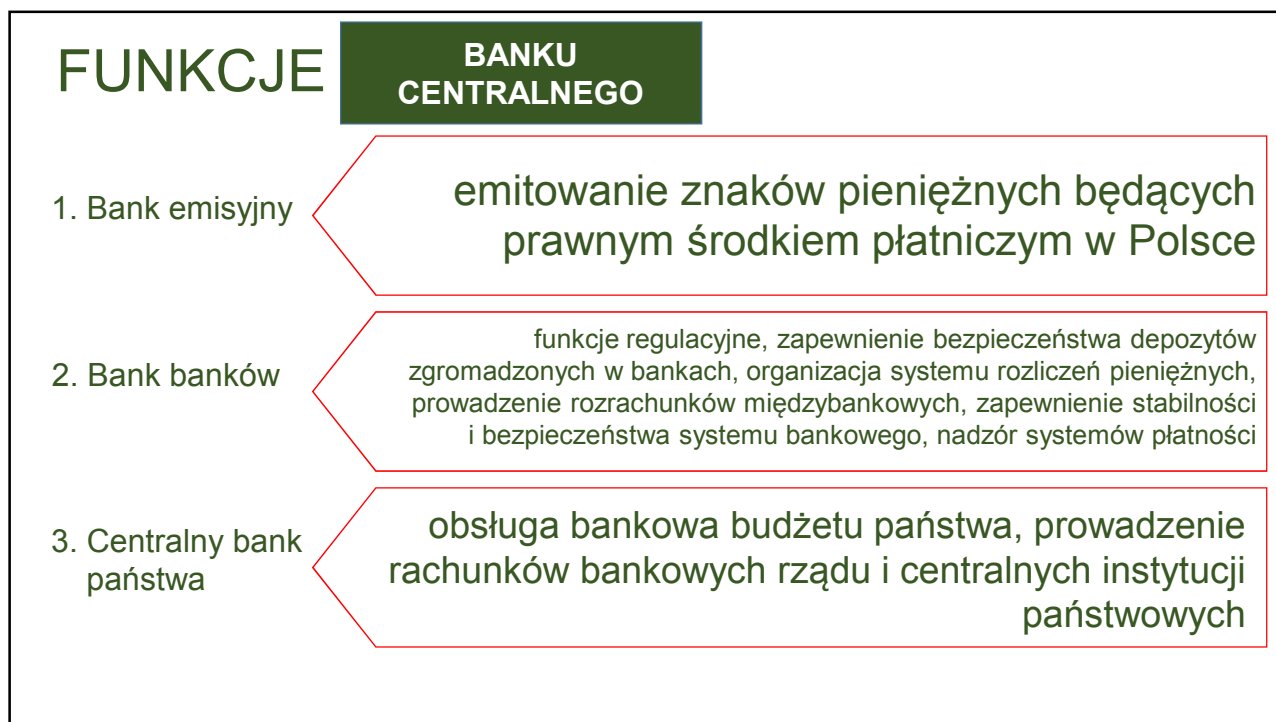 FUNKCJE
BANKU
CENTRALNEGO
1. Bank emisyjny
emitowanie znaków pieniężnych będących
prawnym środkiem płatniczym w Polsce
2. Bank banków
funkcje regulacyjne, zapewnienie bezpieczeństwa depozytów
zgromadzonych w bankach, organizacja systemu rozliczeń pieniężnych,
prowadzenie rozrachunków międzybankowych, zapewnienie stabilności
i bezpieczeństwa systemu bankowego, nadzór systemów płatności
3. Centralny bank
państwa
obsługa bankowa budżetu państwa, prowadzenie
rachunków bankowych rządu i centralnych instytucji
państwowych